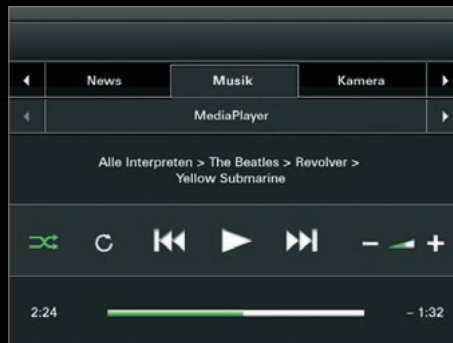 News Musik Kamera
MediaPlayer
Alle Interpreten > The Beatles > Revolver >
Yellow Submarine
2:24 - 1:32